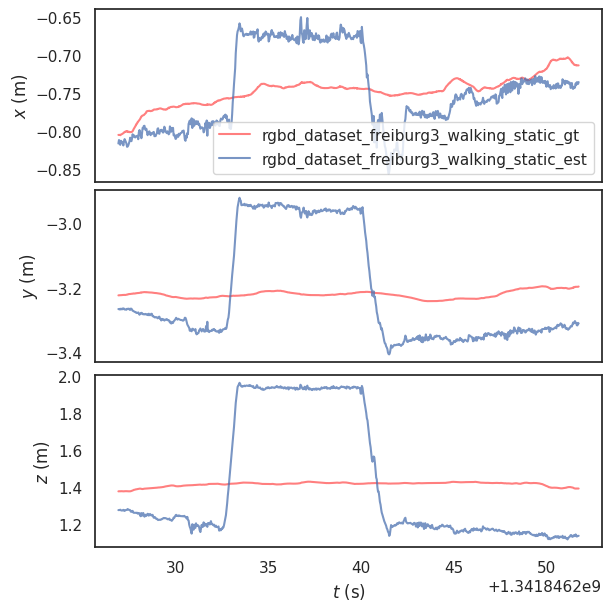 −0.65
−0.70
−0.75
−0.80
−0.85
x (m)
rgbd_dataset_freiburg3_walking_static_gt
rgbd_dataset_freiburg3_walking_static_est
−3.0
−3.2
−3.4
y (m)
2.0
1.8
1.6
1.4
1.2
z (m)
30 35 40 45 50
t (s)
+1.3418462e9